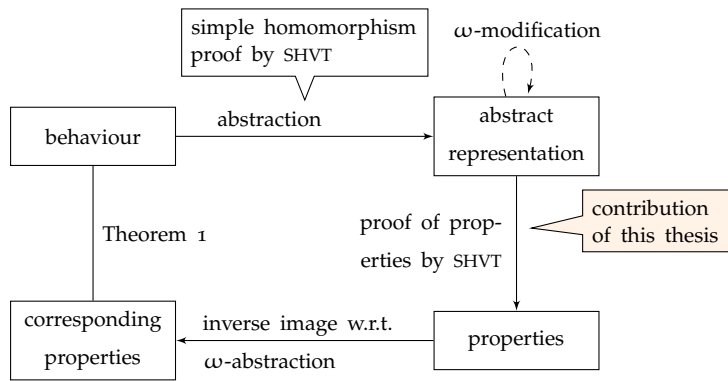 simple homomorphism
proof by SHVT
ω-modification
behaviour
abstraction
abstract
representation
Theorem 1
proof of prop-
erties by SHVT
contribution
of this thesis
corresponding
properties
inverse image w.r.t.
ω-abstraction
properties